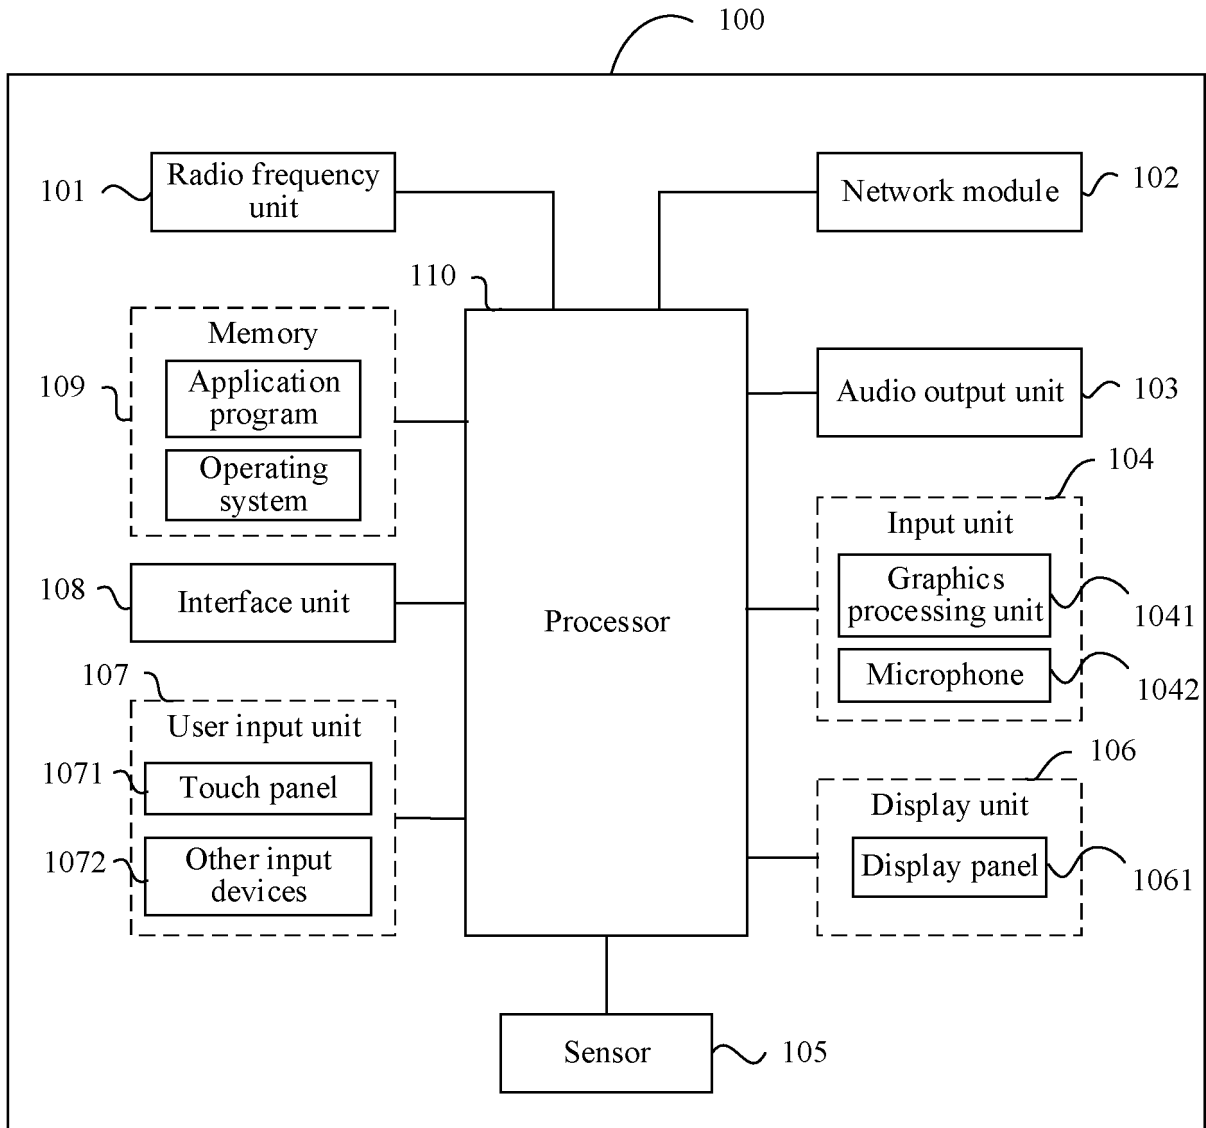 100
101
Radio frequency
unit
Network module
102
110
Memory
109
Application
program
Operating
system
Audio output unit
103
104
Input unit
Graphics
processing unit
1041
Microphone
1042
108
Interface unit
Processor
107
User input unit
1071
Touch panel
1072
Other input
devices
106
Display unit
Display panel
1061
Sensor
105